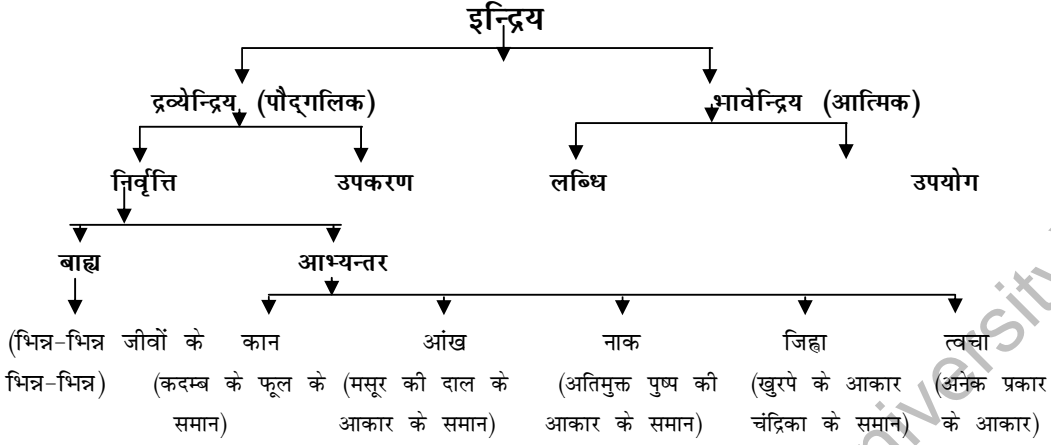 इन्द्रिय
द्रव्येन्द्रिय (पौद्गलिक) भावेन्द्रिय (आत्मिक)
निर्वृत्ति उपकरण लब्धि उपयोग
बाह्य आभ्यन्तर
(भिन्न-भिन्न जीवों के कान आंख नाक जिह्वा त्वचा
भिन्न-भिन्न) (कदम्ब के फूल के (मसूर की दाल के (अतिमुक्त पुष्प की (खुरपे के आकार (अनेक प्रकार
समान) आकार के समान) आकार के समान) चंद्रिका के समान) के आकार)